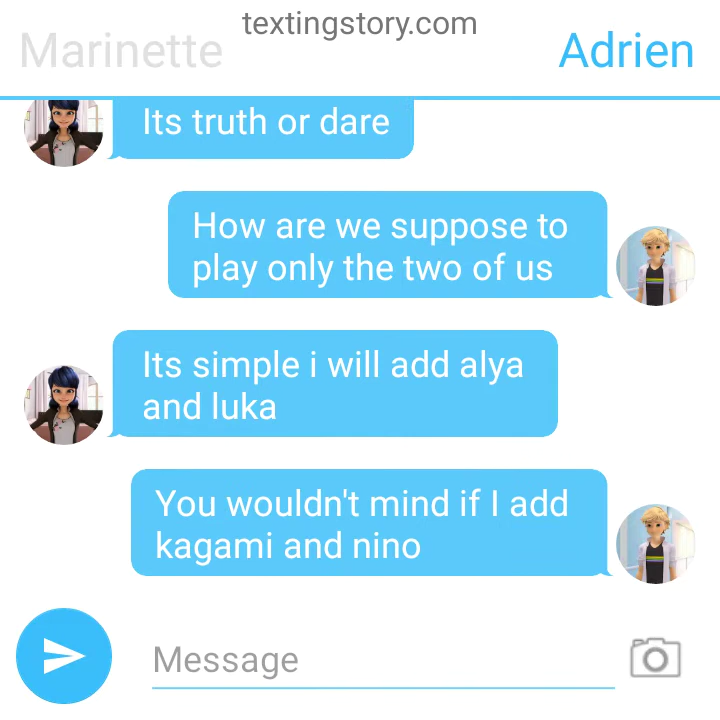 textingstory.com
Marinette
Adrien
Its truth or dare
How are we suppose to
play only the two of us
Its simple i will add alya
and luka
You wouldn't mind if I add
kagami and nino
Message